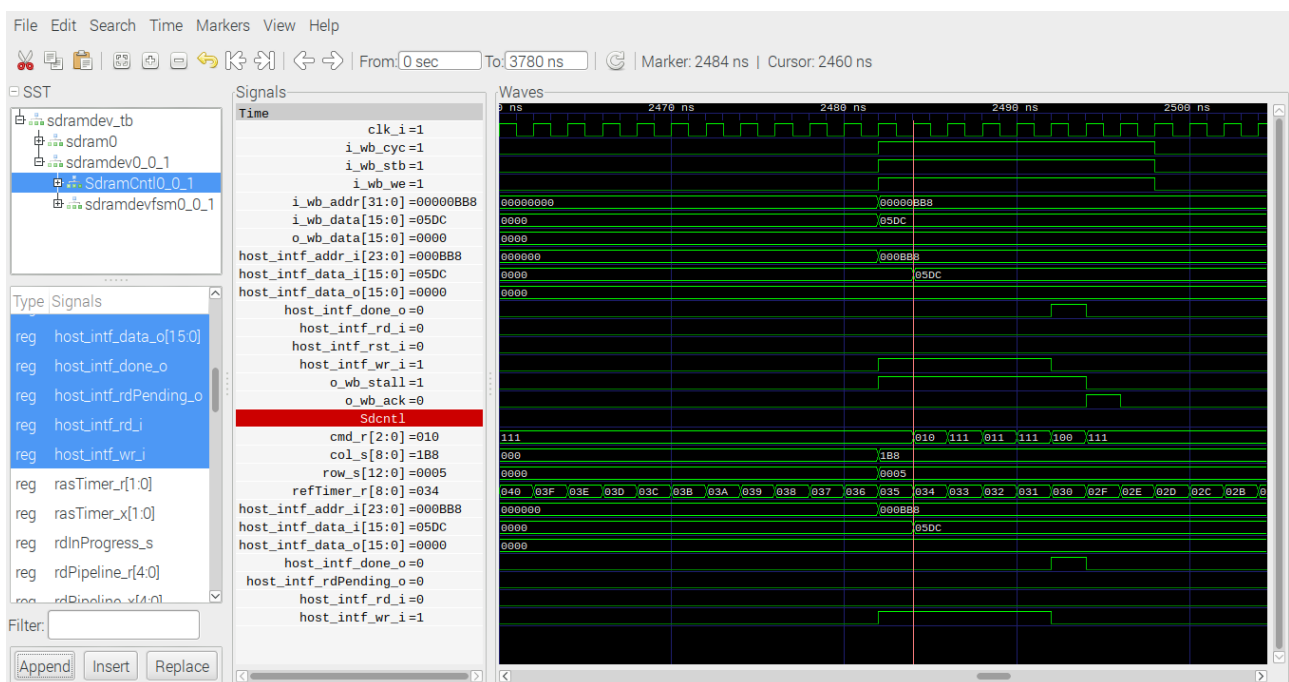 File Edit Search Time Markers View Help
From: 0 sec To: 3780 ns Marker: 2484 ns | Cursor: 2460 ns
SST
sdramdev_tb
sdram0
sdramdev0_0_1
SdramCntl0_0_1
sdramdevfsm0_0_1
Type Signals
reg host_intf_data_o[15:0]
reg host_intf_done_o
reg host_intf_rdPending_o
reg host_intf_rd_i
reg host_intf_wr_i
reg rasTimer_r[1:0]
reg rasTimer_x[1:0]
reg rdInProgress_s
reg rdPipeline_r[4:0]
reg rdPipeline_x[4:0]
Filter:
Append Insert Replace
Signals
Time
clk_i=1
i_wb_cyc=1
i_wb_stb=1
i_wb_we=1
i_wb_addr[31:0]=00000BB8
i_wb_data[15:0]=05DC
o_wb_data[15:0]=0000
host_intf_addr_i[23:0]=000BB8
host_intf_data_i[15:0]=05DC
host_intf_data_o[15:0]=0000
host_intf_done_o=0
host_intf_rd_i=0
host_intf_rst_i=0
host_intf_wr_i=1
o_wb_stall=1
o_wb_ack=0
Sdcntl
cmd_r[2:0]=010
col_s[8:0]=1B8
row_s[12:0]=0005
refTimer_r[8:0]=034
host_intf_addr_i[23:0]=000BB8
host_intf_data_i[15:0]=05DC
host_intf_data_o[15:0]=0000
host_intf_done_o=0
host_intf_rdPending_o=0
host_intf_rd_i=0
host_intf_wr_i=1
Waves
ns 2470 ns 2480 ns 2490 ns 2500 ns
00000000 00000BB8
0000 05DC
0000
000000 000BB8
0000 05DC
0000
111 010 111 011 111 100 111
000 1B8
0000 0005
040 03F 03E 03D 03C 03B 03A 039 038 037 036 035 034 033 032 031 030 02F 02E 02D 02C 02B
000000 000BB8
0000 05DC
0000